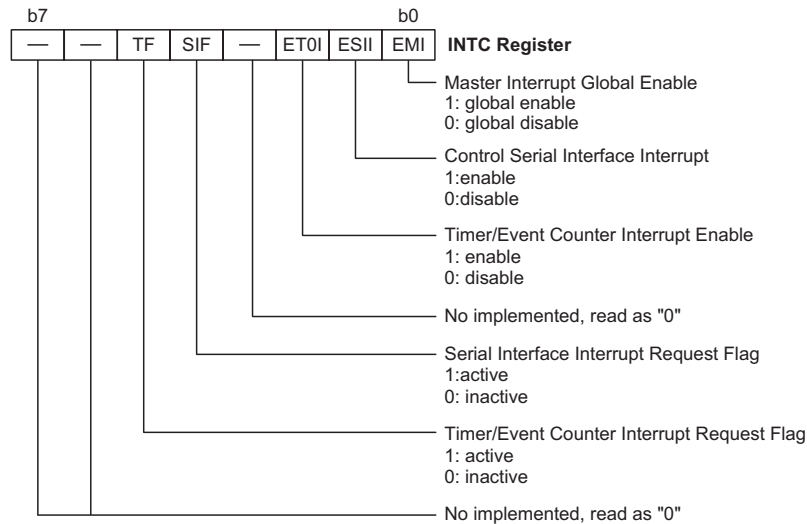 b7 b0
— — TF SIF — ET0I ESII EMI INTC Register
Master Interrupt Global Enable
1: global enable
0: global disable
Control Serial Interface Interrupt
1:enable
0:disable
Timer/Event Counter Interrupt Enable
1: enable
0: disable
No implemented, read as "0"
Serial Interface Interrupt Request Flag
1:active
0: inactive
Timer/Event Counter Interrupt Request Flag
1: active
0: inactive
No implemented, read as "0"